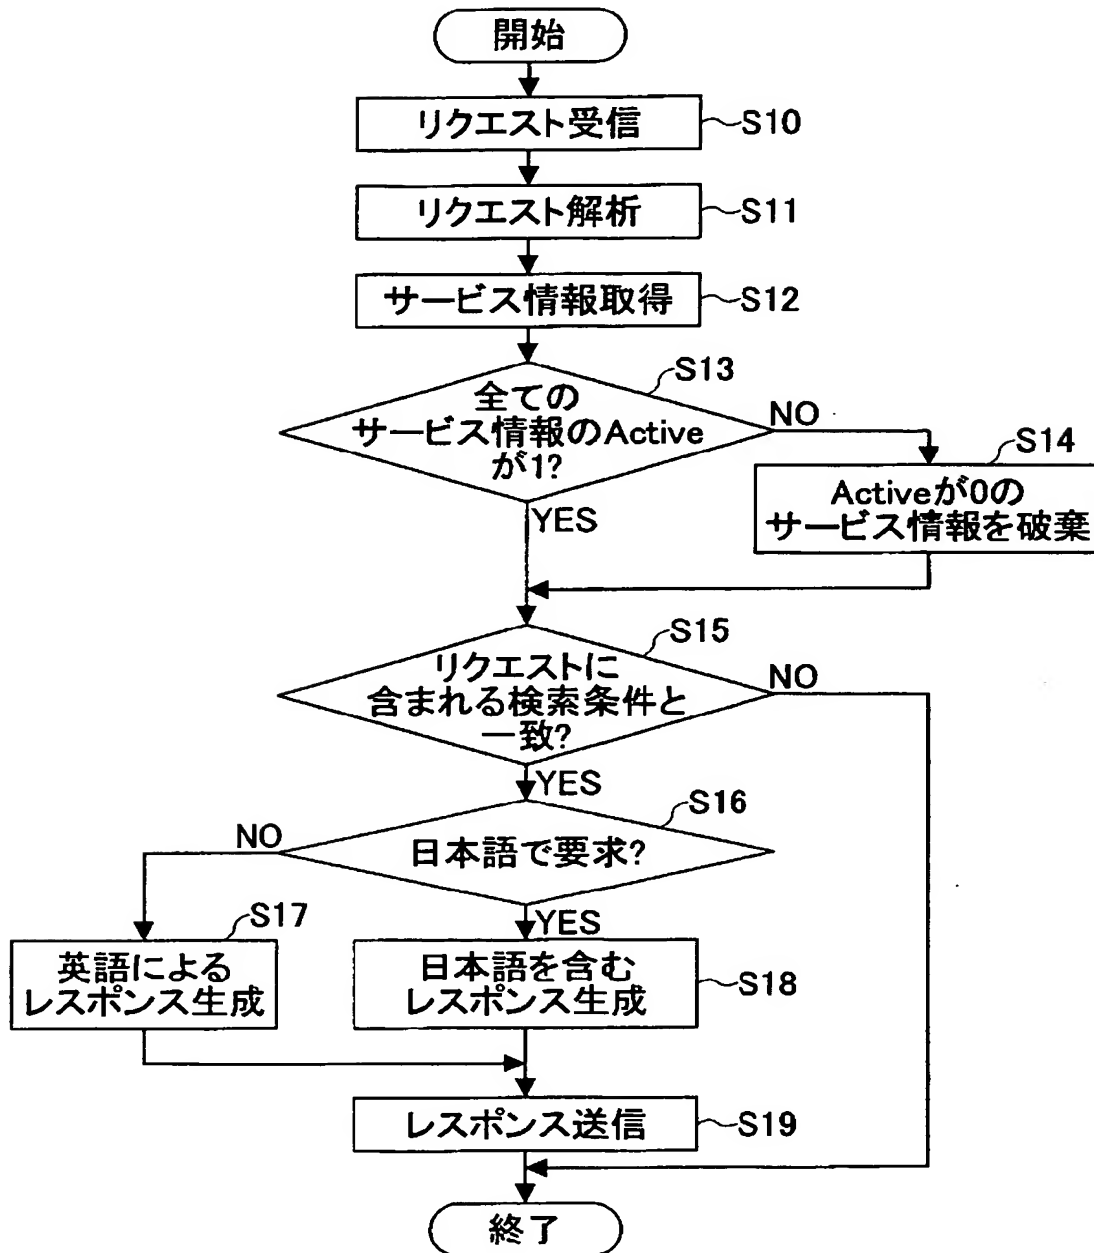 開始
リクエスト受信
S10
リクエスト解析
S11
サービス情報取得
S12
S13
全ての
サービス情報のActive
が1?
NO
YES
S14
Activeが0の
サービス情報を破棄
S15
リクエストに
含まれる検索条件と
一致?
NO
YES
S16
日本語で要求?
NO
YES
S17
英語による
レスポンス生成
日本語を含む
レスポンス生成
S18
レスポンス送信
S19
終了